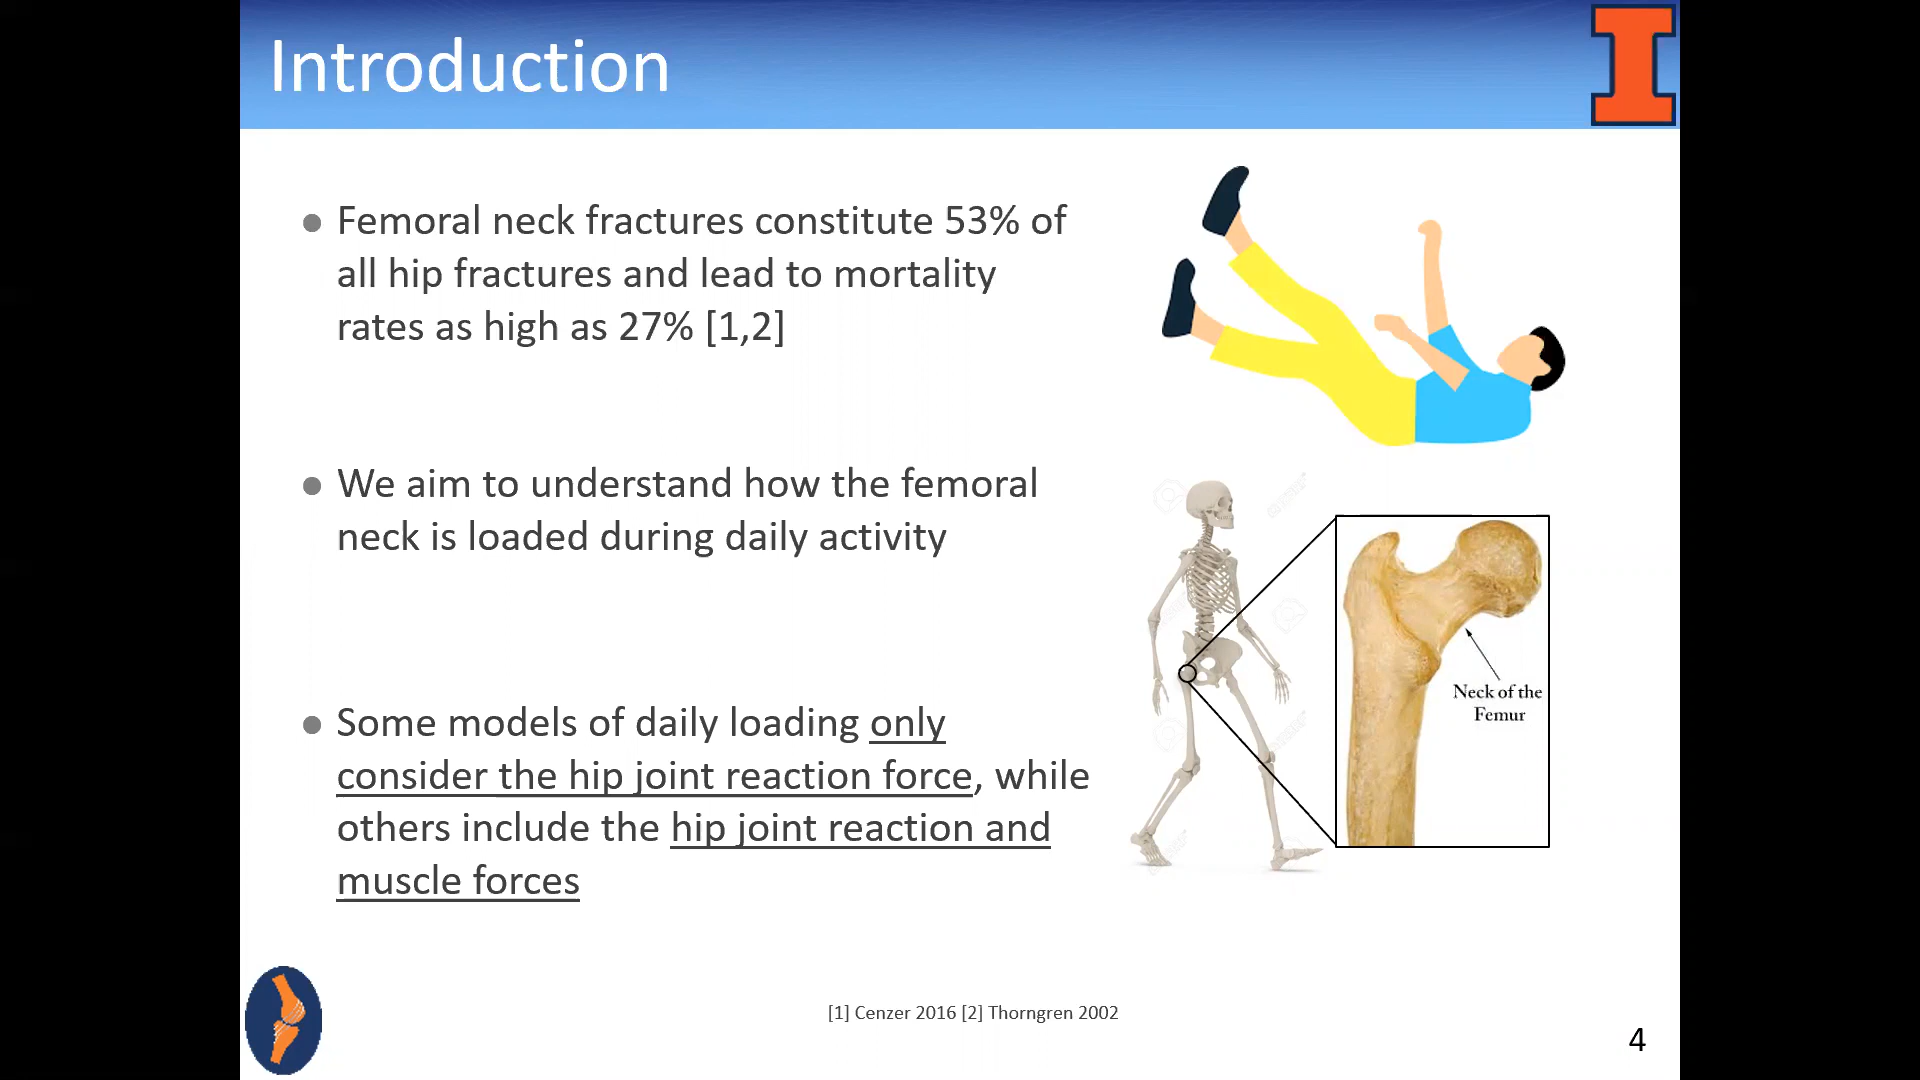 Introduction
Femoral neck fractures constitute 53% of
all hip fractures and lead to mortality
rates as high as 27% [1,2]
We aim to understand how the femoral
neck is loaded during daily activity
Some models of daily loading only
consider the hip joint reaction force, while
others include the hip joint reaction and
muscle forces
Neck of the
Femur
[1] Cenzer 2016 [2] Thorngren 2002
4